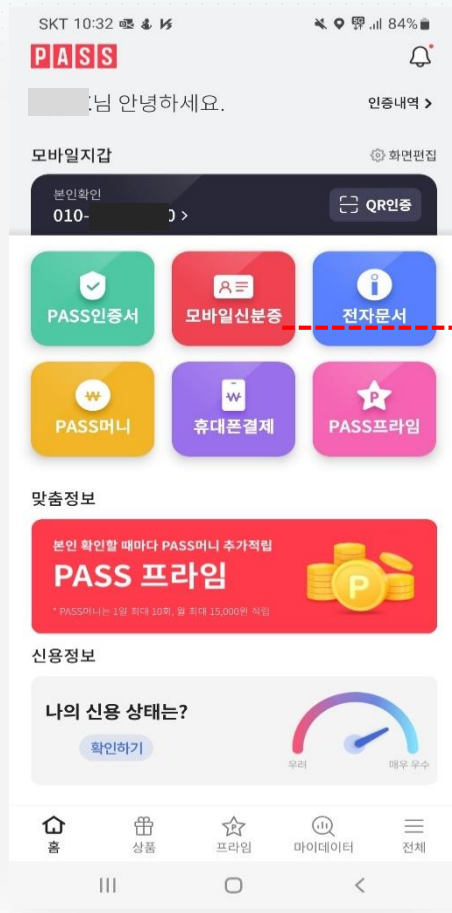 SKT 10:32
84%
PASS
님 안녕하세요.
인증내역 >
모바일지갑
화면편집
본인확인
010-
0 >
QR인증
PASS인증서
모바일신분증
전자문서
PASS머니
휴대폰결제
PASS프라임
맞춤정보
본인 확인할 때마다 PASS머니 추가적립
PASS 프라임
* PASS머니는 1일 최대 10회, 월 최대 15,000원 적립
P
신용정보
나의 신용 상태는?
확인하기
우려
매우 우수
홈
상품
프라임
마이데이터
전체